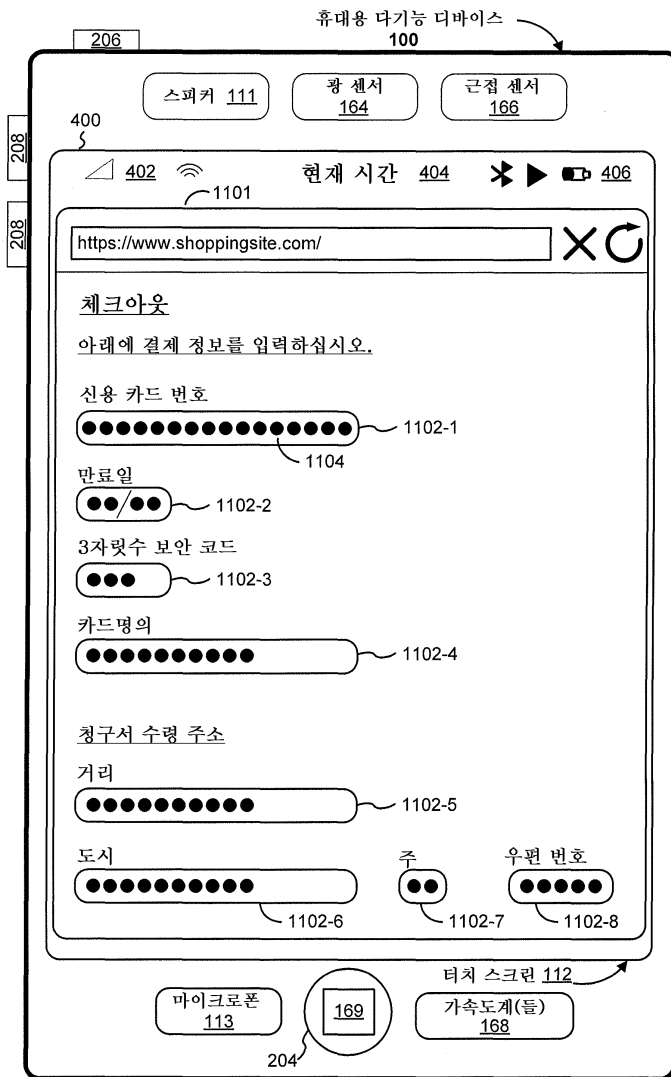 휴대용 다기능 디바이스
100
206
스피커 111
광 센서
164
근접 센서
166
208
208
400
402
현재 시간 404
406
1101
https://www.shoppingsite.com/
체크아웃
아래에 결제 정보를 입력하십시오.
신용 카드 번호
1102-1
1104
만료일
1102-2
3자릿수 보안 코드
1102-3
카드명의
1102-4
청구서 수령 주소
거리
1102-5
도시
주
우편 번호
1102-6
1102-7
1102-8
터치 스크린 112
마이크로폰
113
169
204
가속도계(들)
168